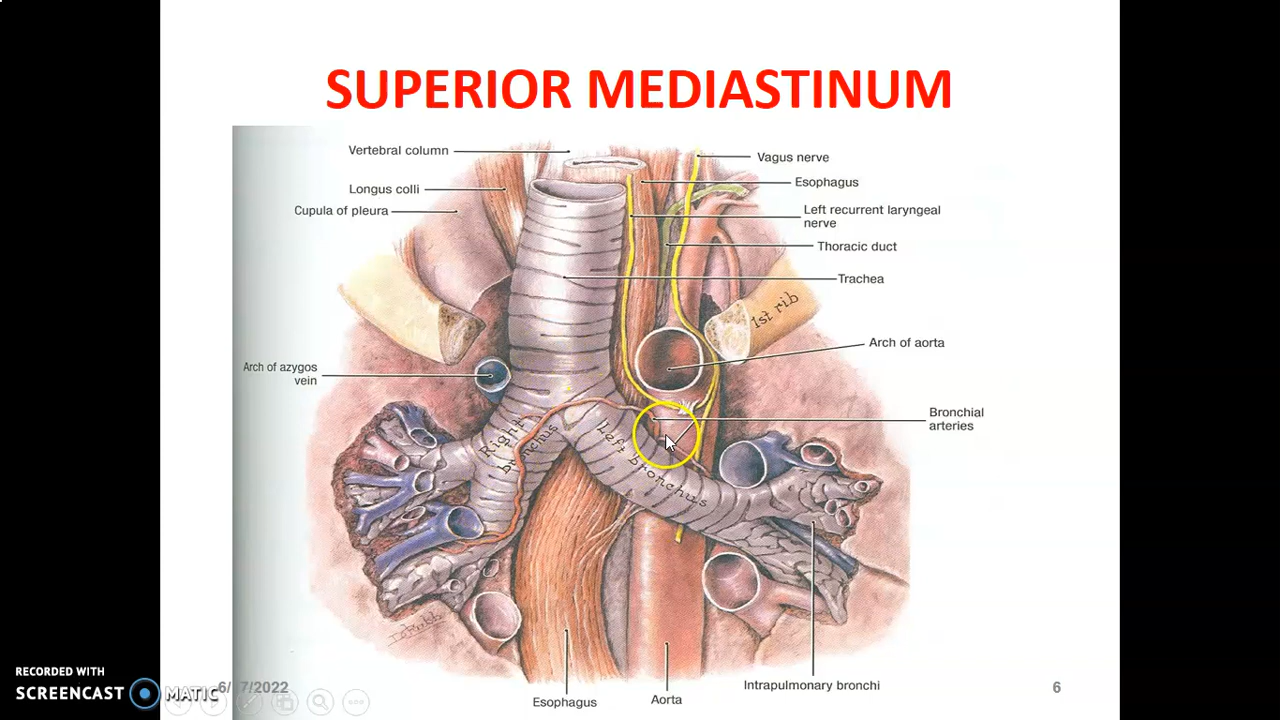 SUPERIOR MEDIASTINUM
Vertebral column
Longus colli
Cupula of pleura
Vagus nerve
Esophagus
Left recurrent laryngeal
nerve
Thoracic duct
Trachea
1st rib
Arch of aorta
Arch of azygos
vein
Bronchial
arteries
Right
bronchus
Left bronchus
Intrapulmonary bronchi
Esophagus
Aorta
RECORDED WITH
SCREENCAST MATIC
6